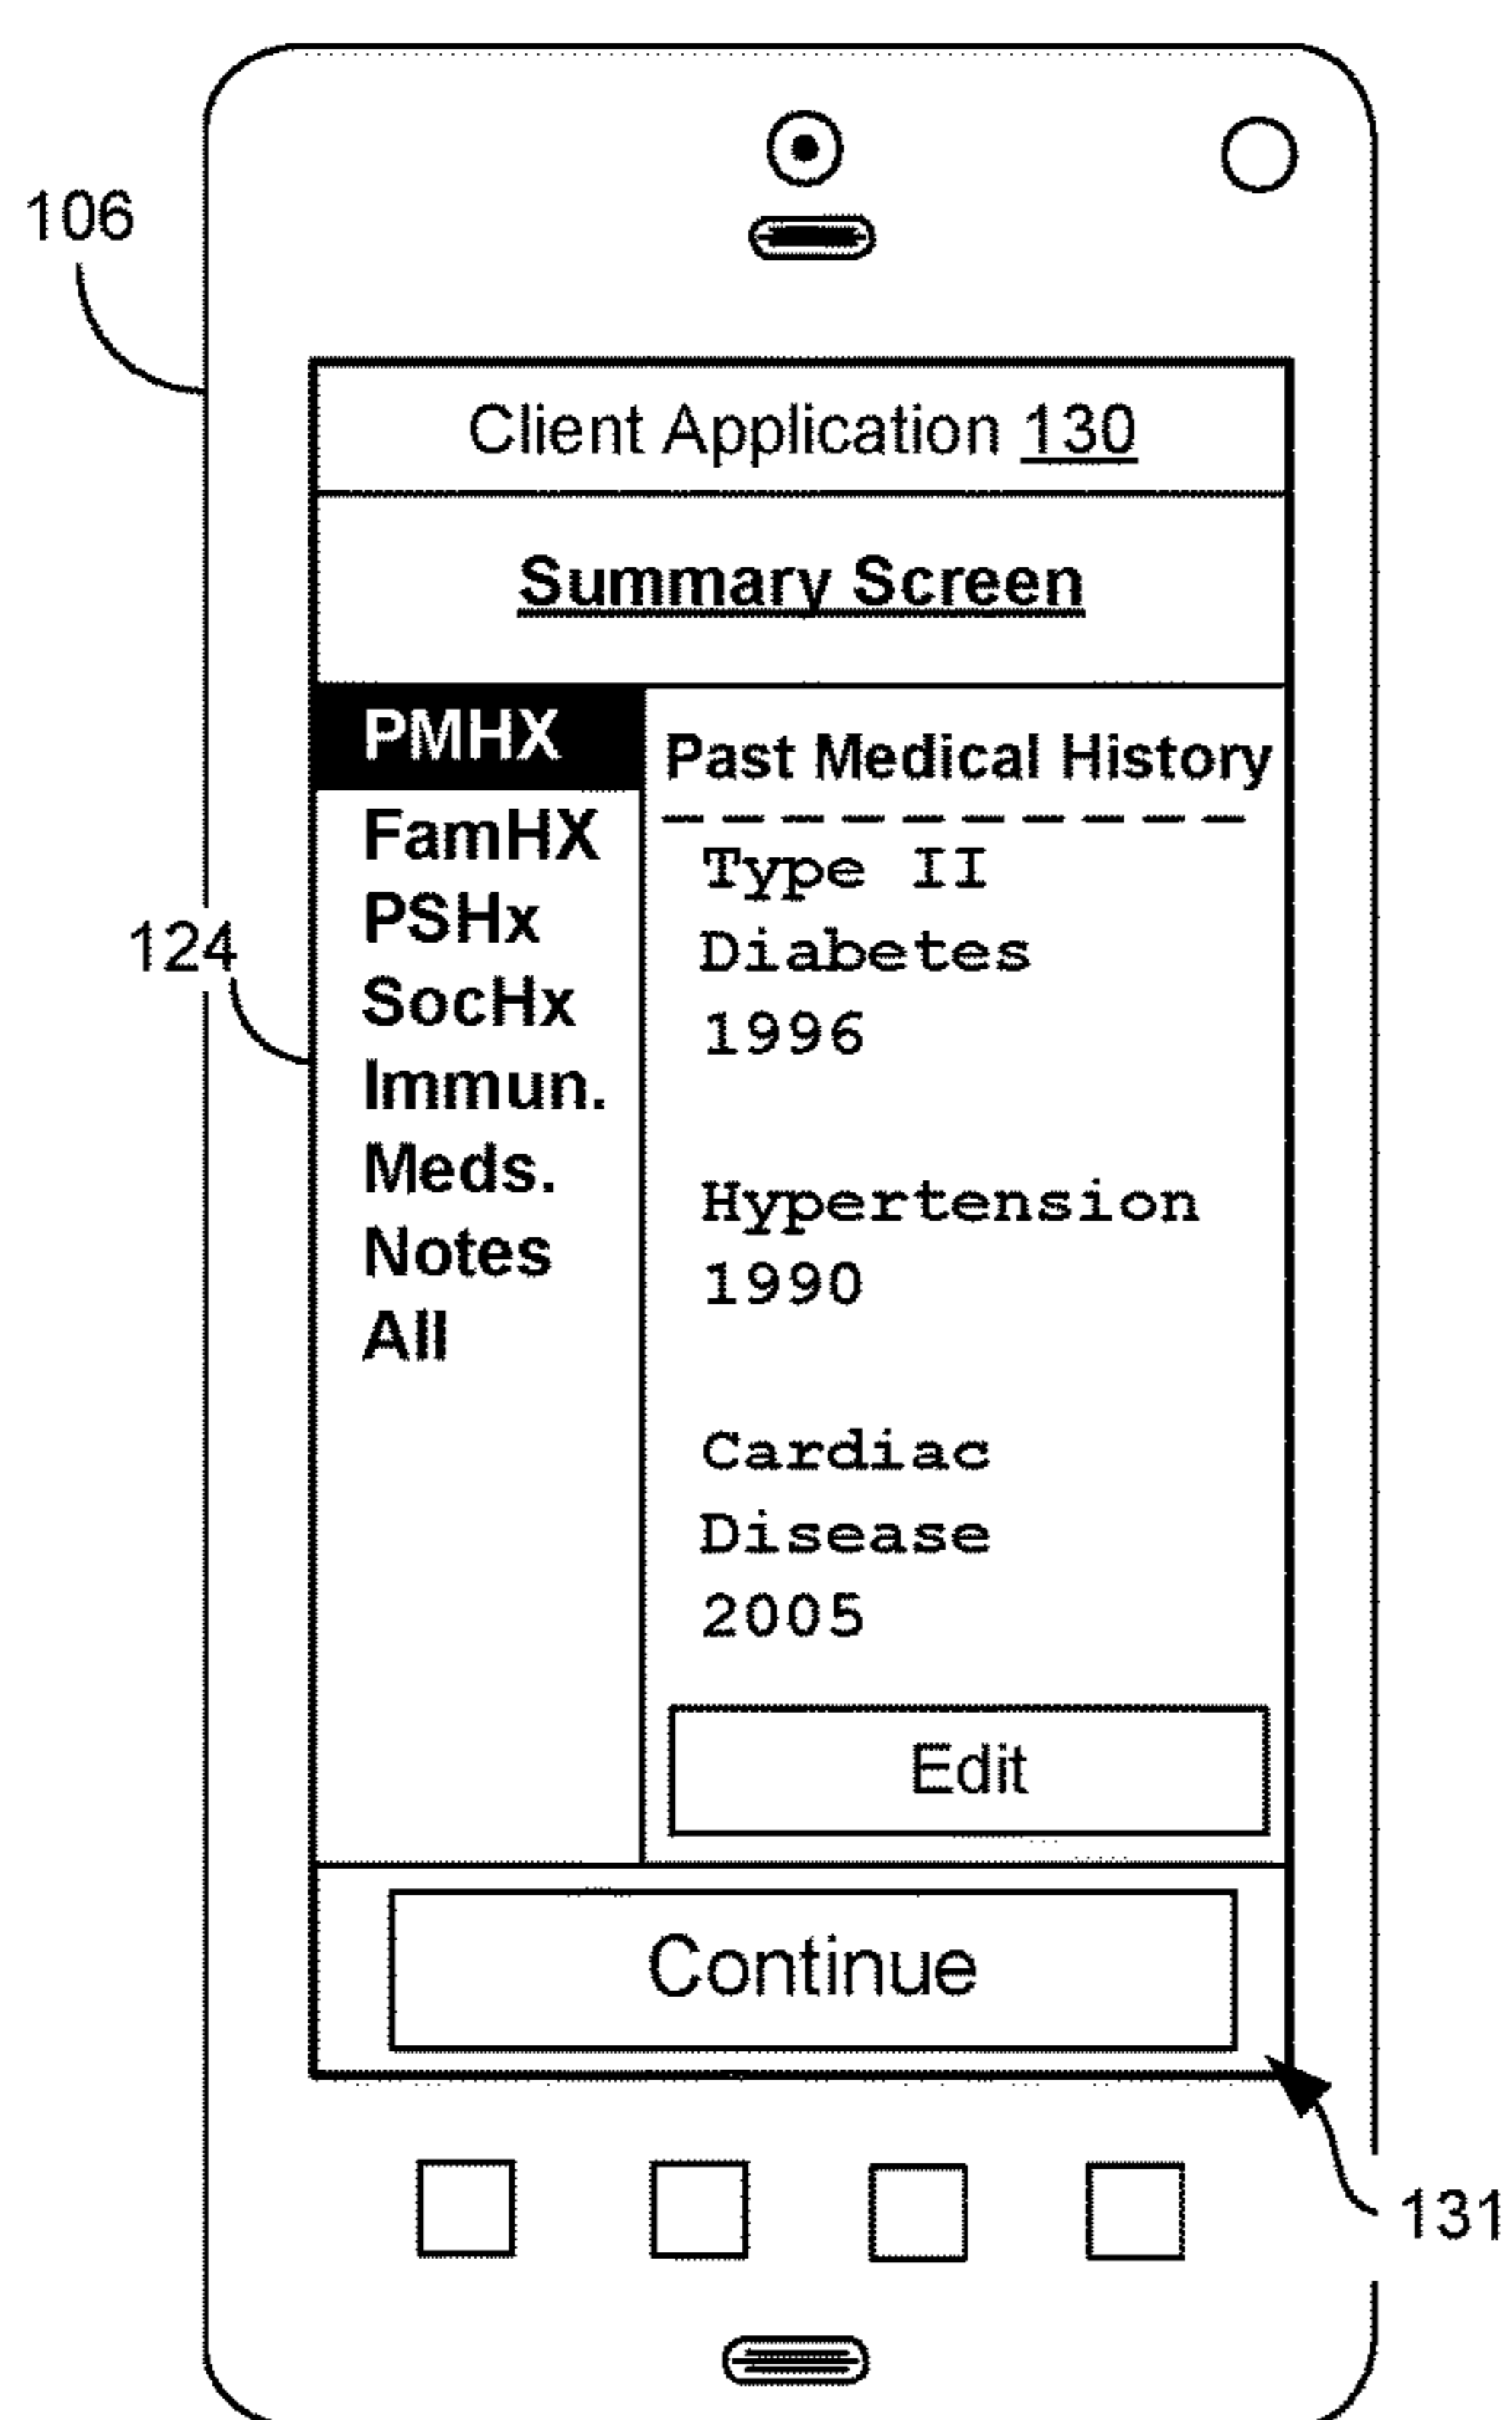 106
Client Application 130
Summary Screen
PMHX
FamHX
PSHx
SocHx
Immun.
Meds.
Notes
All
124
Past Medical History
Type II
Diabetes
1996
Hypertension
1990
Cardiac
Disease
2005
Edit
Continue
131